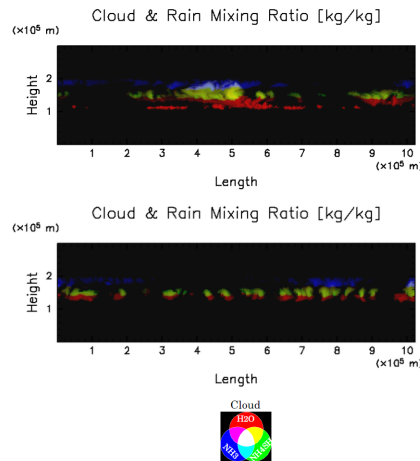 Cloud & Rain Mixing Ratio [kg/kg]
(×10⁵ m)
Height
2
1
1 2 3 4 5 6 7 8 9 10
(×10⁵ m)
Length
Cloud & Rain Mixing Ratio [kg/kg]
(×10⁵ m)
Height
2
1
1 2 3 4 5 6 7 8 9 10
(×10⁵ m)
Length
Cloud
H2O
NH3
NH4SH